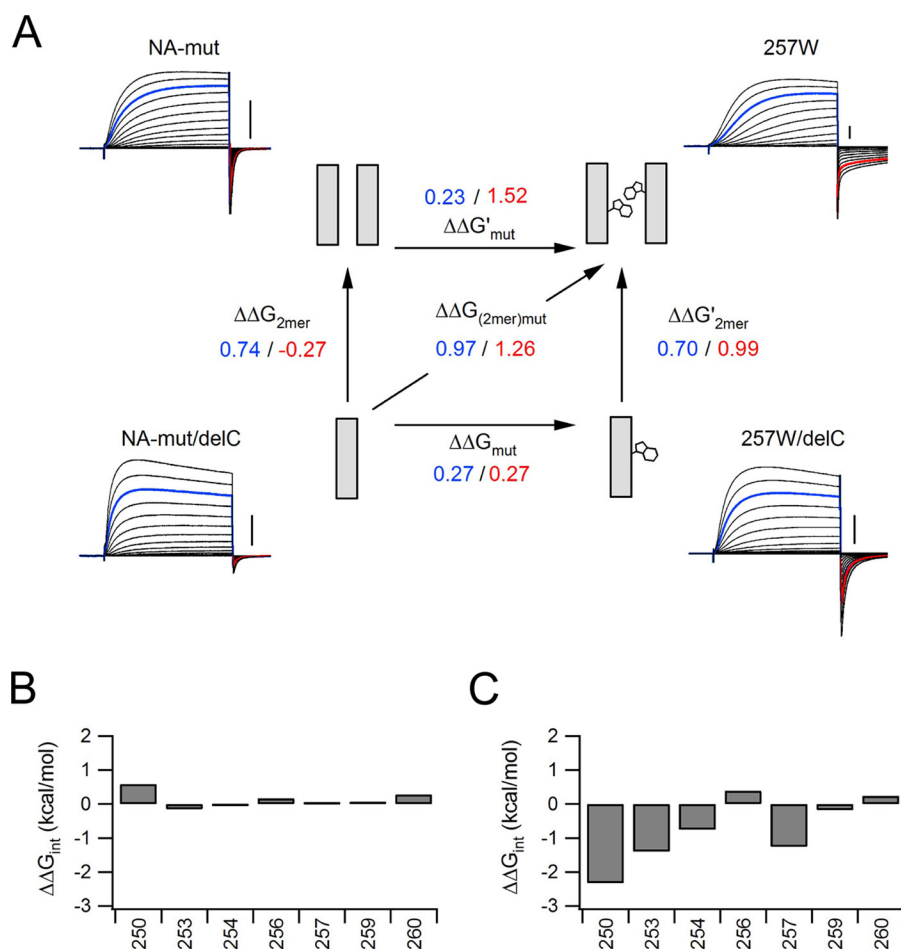 A
NA-mut
257W
0.23 / 1.52
ΔΔG'mut
ΔΔG2mer
0.74 / -0.27
ΔΔG(2mer)mut
0.97 / 1.26
ΔΔG'2mer
0.70 / 0.99
NA-mut/delC
257W/delC
ΔΔGmut
0.27 / 0.27
B
ΔΔGint (kcal/mol)
2
1
0
-1
-2
-3
250 253 254 256 257 259 260
C
ΔΔGint (kcal/mol)
2
1
0
-1
-2
-3
250 253 254 256 257 259 260